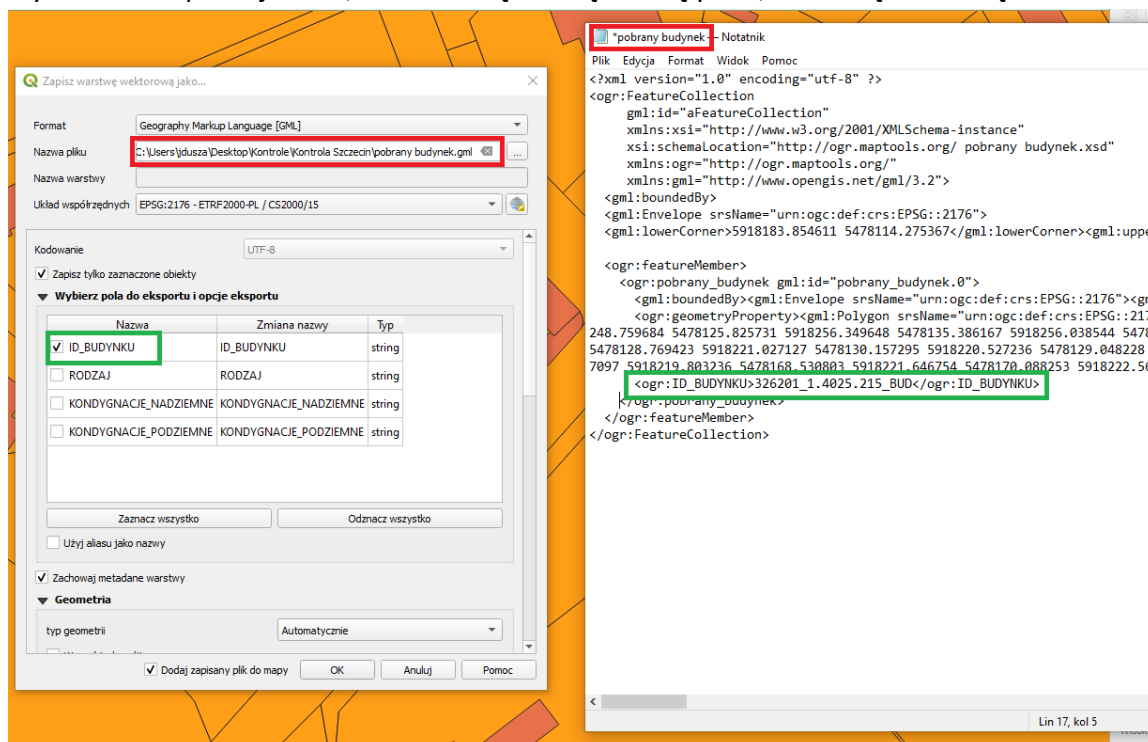 Zapisz warstwę wektorową jako...
Format Geography Markup Language [GML]
Nazwa pliku C:\Users\jdusza\Desktop\Kontrole\Kontrola Szczecin\pobrany budynek.gml ...
Nazwa warstwy
Układ współrzędnych EPSG:2176 - ETRF2000-PL / CS2000/15
Kodowanie UTF-8
Zapisz tylko zaznaczone obiekty
Wybierz pola do eksportu i opcje eksportu
Nazwa Zmiana nazwy Typ
ID_BUDYNKU ID_BUDYNKU string
RODZAJ RODZAJ string
KONDYGNACJE_NADZIEMNE KONDYGNACJE_NADZIEMNE string
KONDYGNACJE_PODZIEMNE KONDYGNACJE_PODZIEMNE string
Zaznacz wszystko Odznacz wszystko
Użyj aliasu jako nazwy
Zachowaj metadane warstwy
Geometria
typ geometrii Automatycznie
Dodaj zapisany plik do mapy OK Anuluj Pomoc
*pobrany budynek – Notatnik
Plik Edycja Format Widok Pomoc
<?xml version="1.0" encoding="utf-8" ?>
<ogr:FeatureCollection
gml:id="aFeatureCollection"
xmlns:xsi="http://www.w3.org/2001/XMLSchema-instance"
xsi:schemaLocation="http://ogr.maptools.org/ pobrany budynek.xsd"
xmlns:ogr="http://ogr.maptools.org/"
xmlns:gml="http://www.opengis.net/gml/3.2">
<gml:boundedBy>
<gml:Envelope srsName="urn:ogc:def:crs:EPSG::2176">
<gml:lowerCorner>5918183.854611 5478114.275367</gml:lowerCorner><gml:uppe
<ogr:featureMember>
<ogr:pobrany_budynek gml:id="pobrany_budynek.0">
<gml:boundedBy><gml:Envelope srsName="urn:ogc:def:crs:EPSG::2176"><gm
<ogr:geometryProperty><gml:Polygon srsName="urn:ogc:def:crs:EPSG::217
248.759684 5478125.825731 5918256.349648 5478135.386167 5918256.038544 5478
5478128.769423 5918221.027127 5478130.157295 5918220.527236 5478129.048228
7097 5918219.803236 5478168.530803 5918221.646754 5478170.088253 5918222.56
<ogr:ID_BUDYNKU>326201_1.4025.215_BUD</ogr:ID_BUDYNKU>
</ogr:pobrany_budynek>
</ogr:featureMember>
</ogr:FeatureCollection>
Lin 17, kol 5